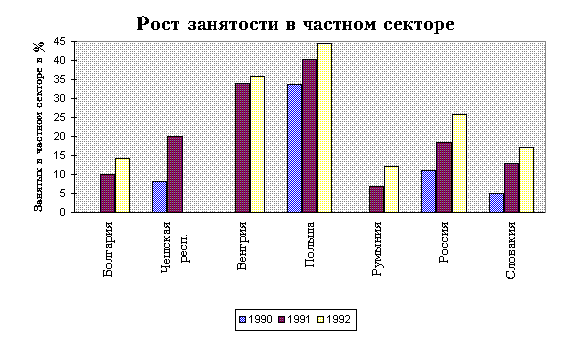 Рост занятости в частном секторе
Занятых в частном секторе в %
45
40
35
30
25
20
15
10
5
0
Болгария
Чешская
респ.
Венгрия
Польша
Румыния
Россия
Словакия
1990 1991 1992